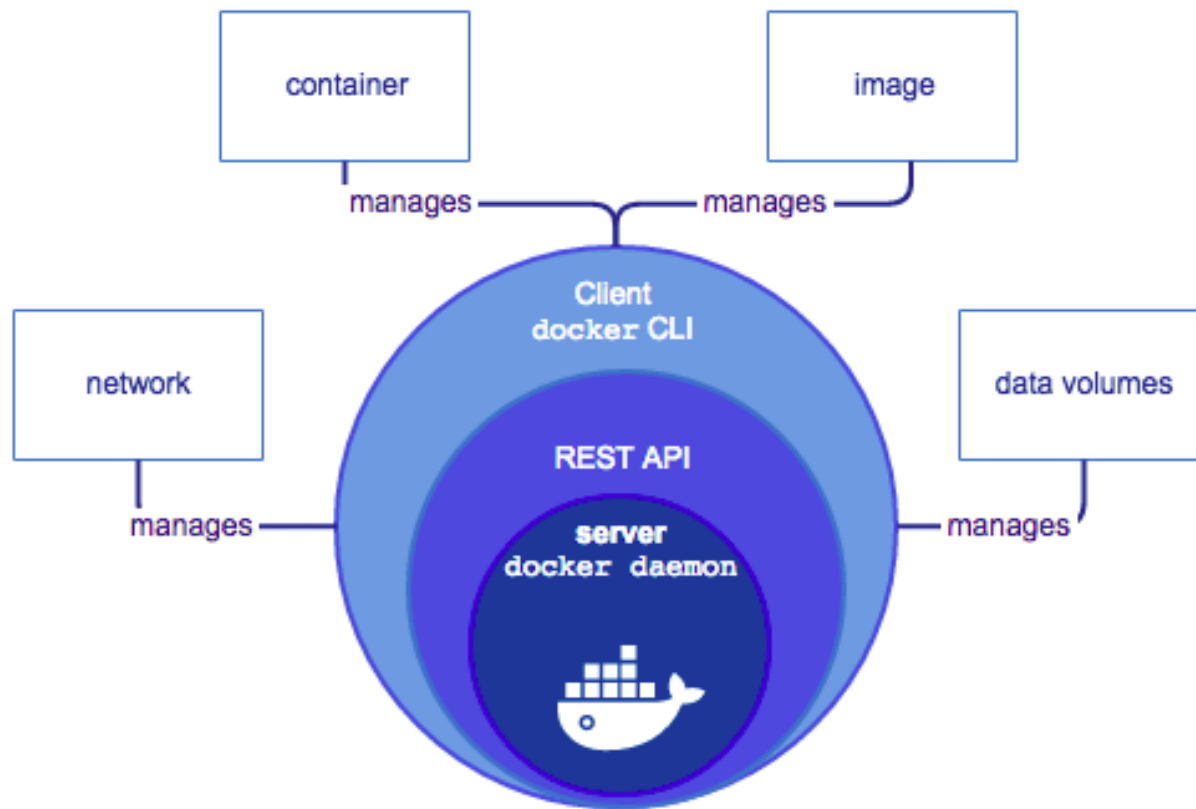 container
image
manages
manages
Client
docker CLI
network
data volumes
REST API
manages
manages
server
docker daemon